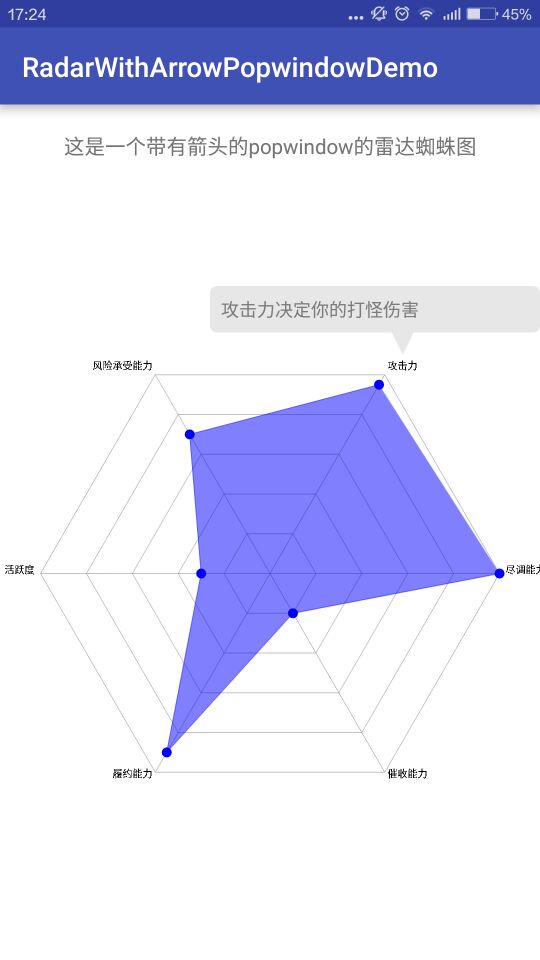 17:24
45%
RadarWithArrowPopwindowDemo
这是一个带有箭头的popwindow的雷达蜘蛛图
攻击力决定你的打怪伤害
风险承受能力
攻击力
活跃度
尽调能力
履约能力
催收能力